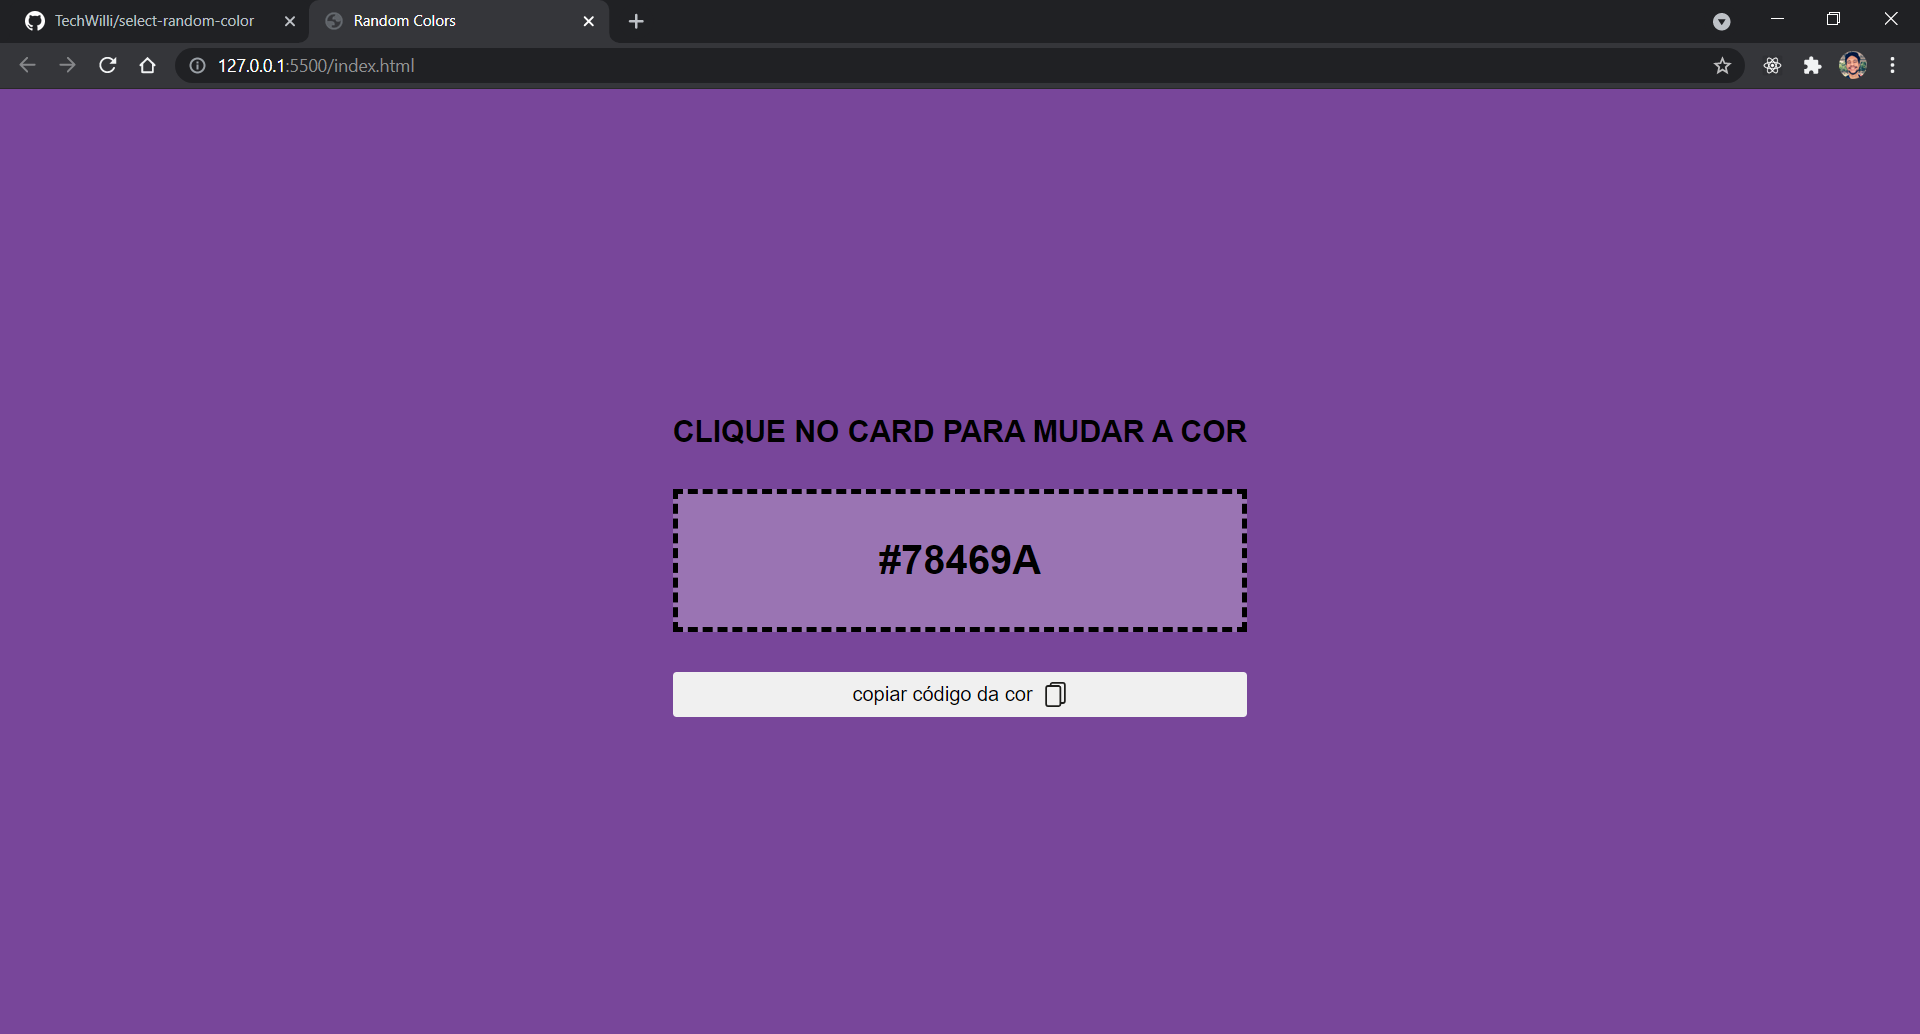 TechWilli/select-random-color
Random Colors
127.0.0.1:5500/index.html
CLIQUE NO CARD PARA MUDAR A COR
#78469A
copiar código da cor